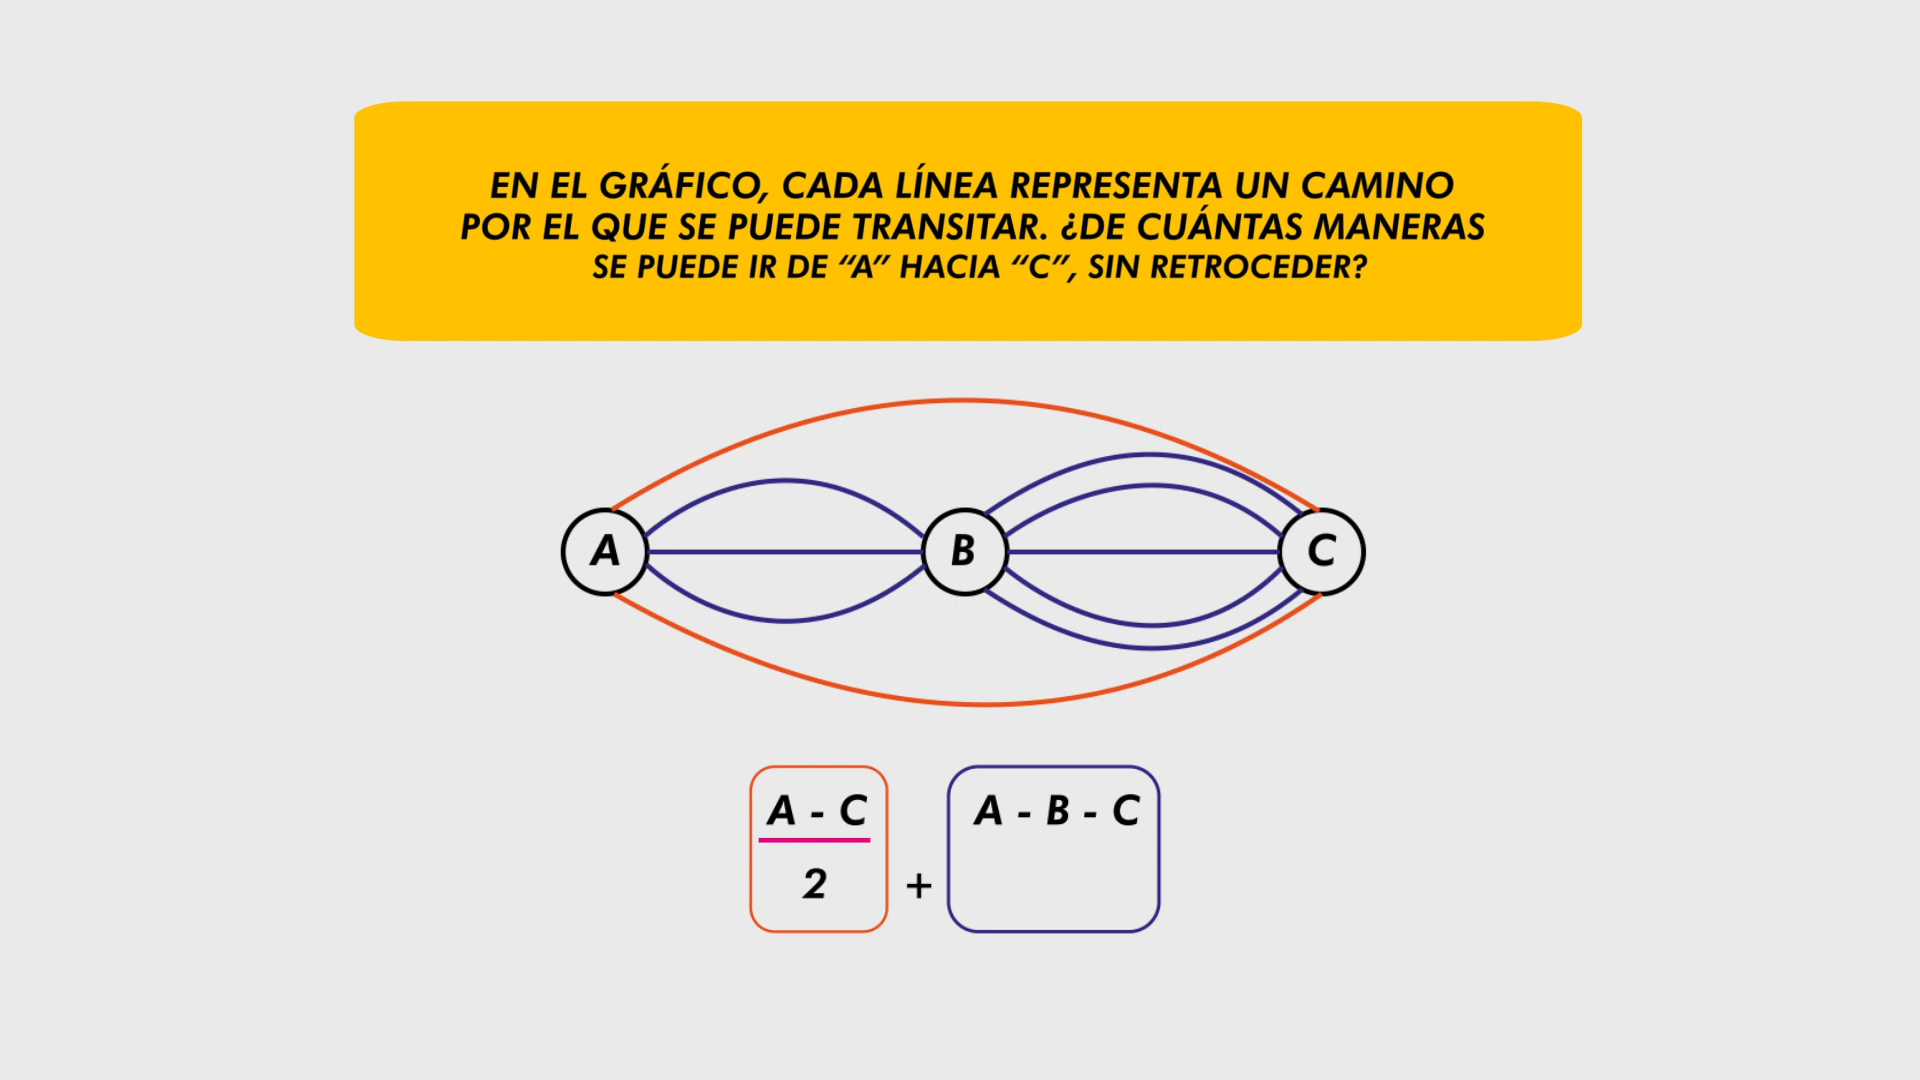 EN EL GRÁFICO, CADA LÍNEA REPRESENTA UN CAMINO
POR EL QUE SE PUEDE TRANSITAR. ¿DE CUÁNTAS MANERAS
SE PUEDE IR DE “A” HACIA “C”, SIN RETROCEDER?
A B C
A - C A - B - C
2 +